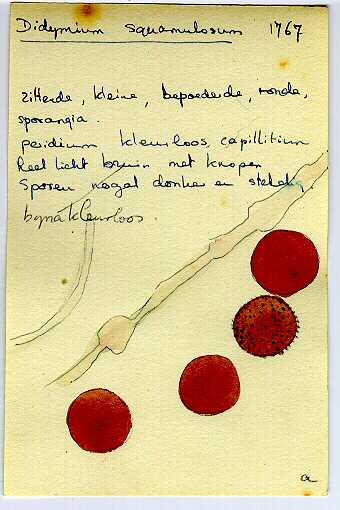 Didymium squamulosum 1767
zittende, kleine, bepoederde, ronde,
sporangia.
peridium kleurloos, capillitium
heel licht bruin met knopen
Sporen nogal donker en stekelig
bijna kleurloos.